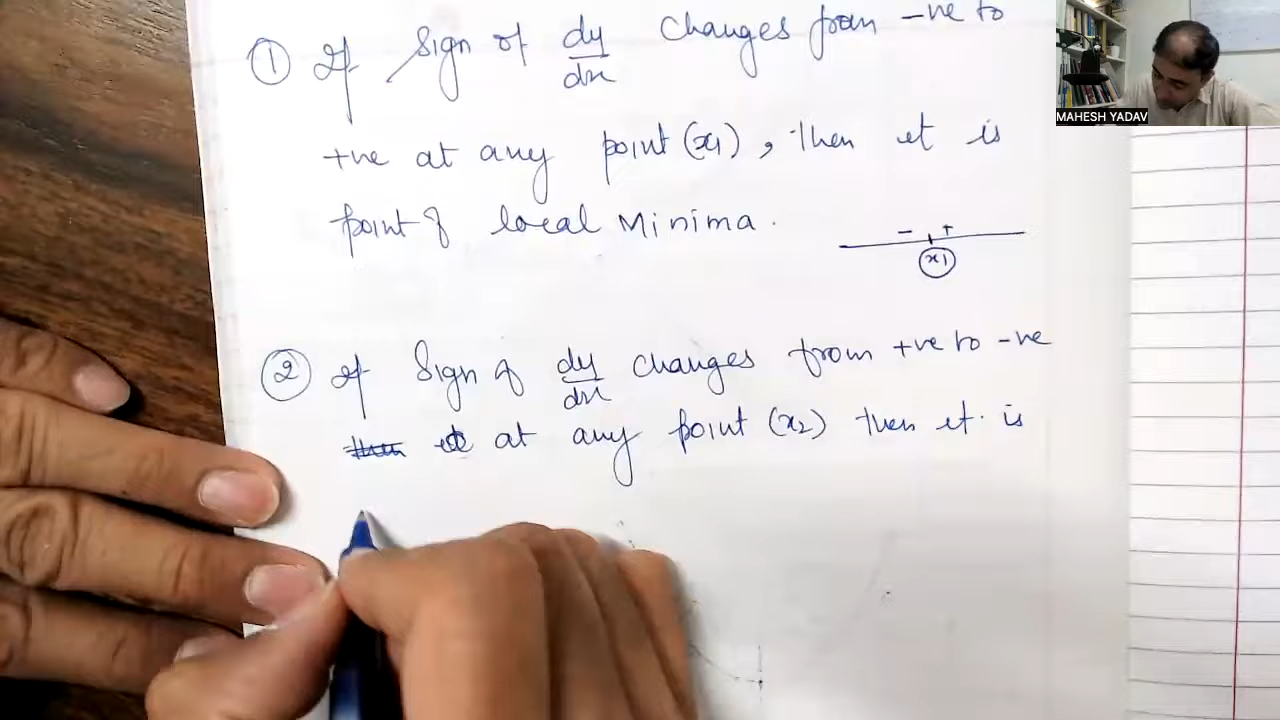 ① If Sign of dy/dx Changes from -ve to
+ve at any point (x1), then it is
point of local Minima.
- +
x1
② If Sign of dy/dx changes from +ve to -ve
at any point (x2) then it is
MAHESH YADAV